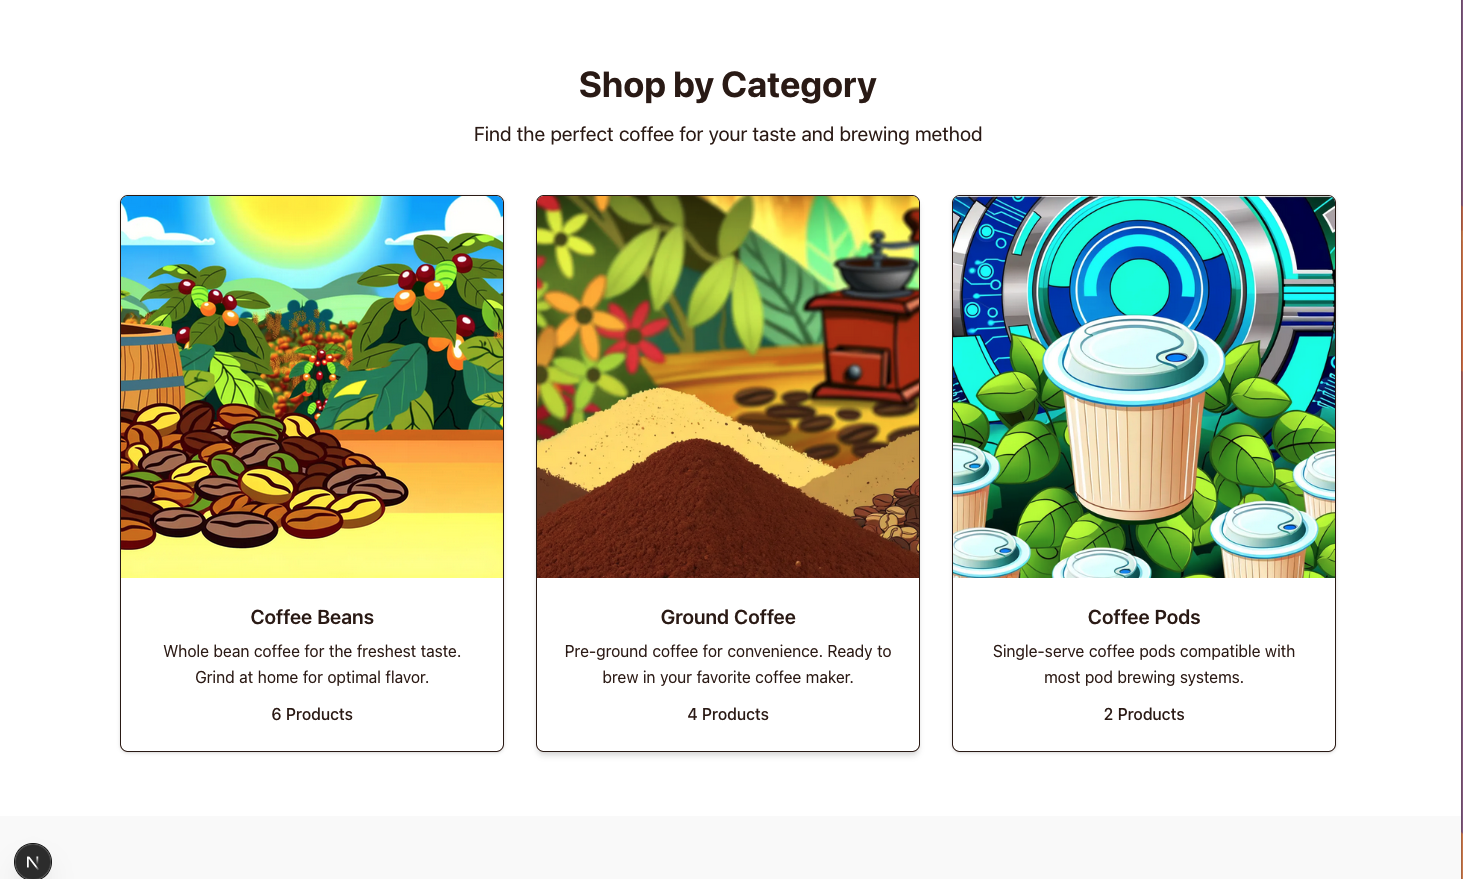 Shop by Category
Find the perfect coffee for your taste and brewing method
Coffee Beans
Whole bean coffee for the freshest taste.
Grind at home for optimal flavor.
6 Products
Ground Coffee
Pre-ground coffee for convenience. Ready to
brew in your favorite coffee maker.
4 Products
Coffee Pods
Single-serve coffee pods compatible with
most pod brewing systems.
2 Products
N